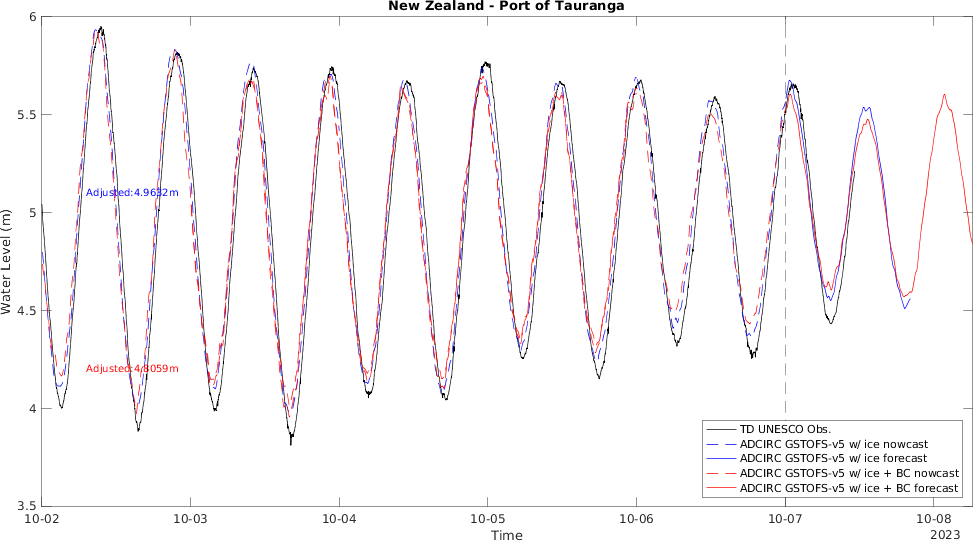 New Zealand - Port of Tauranga
6
5.5
5
4.5
4
3.5
Water Level (m)
Adjusted:4.9632m
Adjusted:4.8059m
TD UNESCO Obs.
ADCIRC GSTOFS-v5 w/ ice nowcast
ADCIRC GSTOFS-v5 w/ ice forecast
ADCIRC GSTOFS-v5 w/ ice + BC nowcast
ADCIRC GSTOFS-v5 w/ ice + BC forecast
10-02 10-03 10-04 10-05 10-06 10-07 10-08
Time
2023